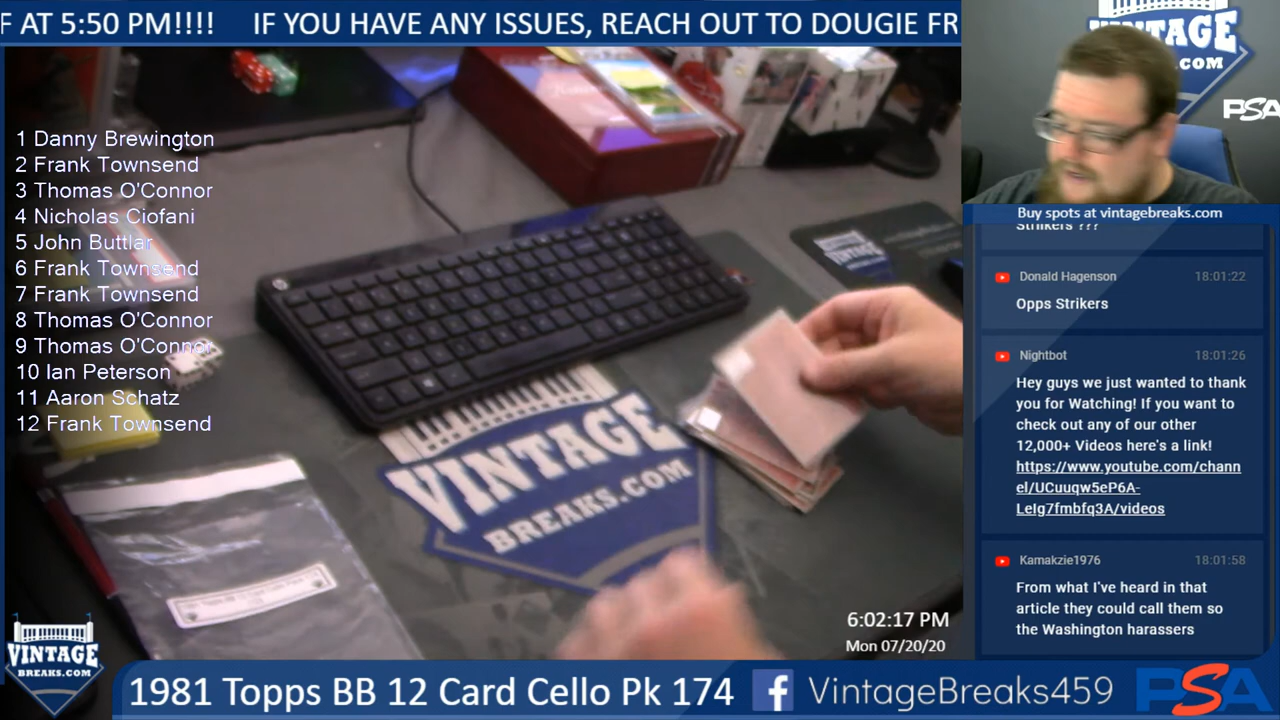 F AT 5:50 PM!!!! IF YOU HAVE ANY ISSUES, REACH OUT TO DOUGIE FR
1 Danny Brewington
2 Frank Townsend
3 Thomas O'Connor
4 Nicholas Ciofani
5 John Buttlar
6 Frank Townsend
7 Frank Townsend
8 Thomas O'Connor
9 Thomas O'Connor
10 Ian Peterson
11 Aaron Schatz
12 Frank Townsend
VINTAGE
BREAKS.COM
6:02:17 PM
Mon 07/20/20
TAGE
.COM
PSA
Buy spots at vintagebreaks.com
Strikers ???
Donald Hagenson 18:01:22
Opps Strikers
Nightbot 18:01:26
Hey guys we just wanted to thank
you for Watching! If you want to
check out any of our other
12,000+ Videos here's a link!
https://www.youtube.com/chann
el/UCuuqw5eP6A-
LeIg7fmbfq3A/videos
Kamakzie1976 18:01:58
From what I've heard in that
article they could call them so
the Washington harassers
VINTAGE
BREAKS.COM
1981 Topps BB 12 Card Cello Pk 174 f VintageBreaks459 PSA